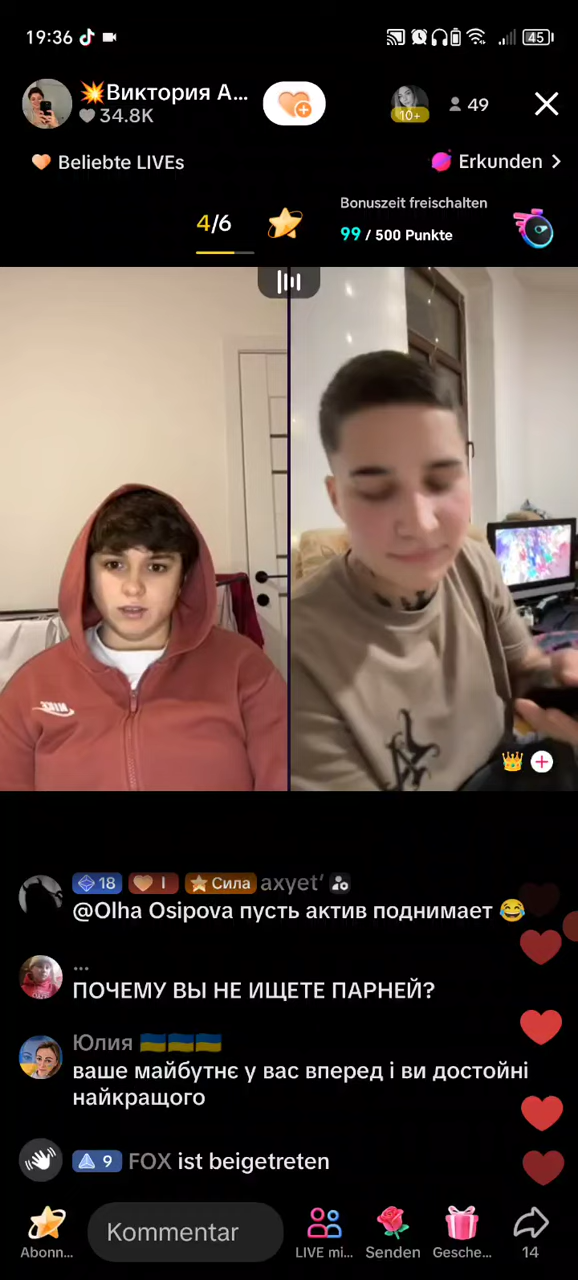 19:36
45
💥Виктория А...
34.8K
10+
49
Beliebte LIVEs
Erkunden
4/6
Bonuszeit freischalten
99 / 500 Punkte
NIKE
18
I
Сила
axyet‘
@Olha Osipova пусть актив поднимает 😂
...
ПОЧЕМУ ВЫ НЕ ИЩЕТЕ ПАРНЕЙ?
Юлия 🇺🇦🇺🇦🇺🇦
ваше майбутнє у вас вперед і ви достойні
найкращого
9 FOX ist beigetreten
Abonn...
Kommentar
LIVE mi...
Senden
Gesche...
14